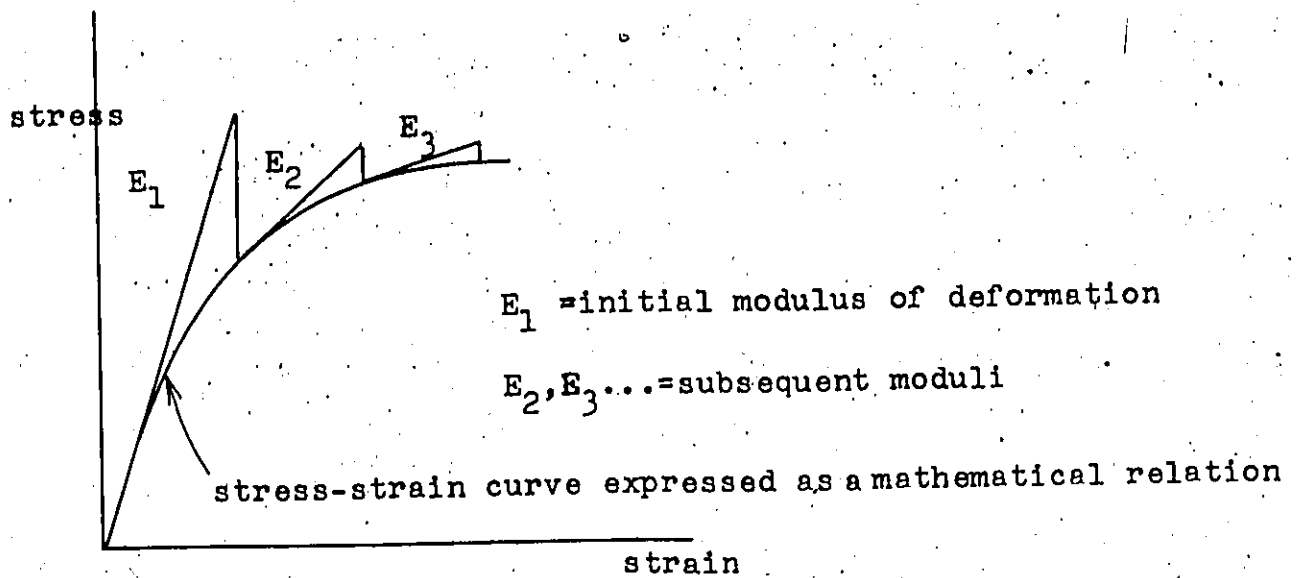 stress
E1
E2
E3
E1 =initial modulus of deformation
E2,E3...=subsequent moduli
stress-strain curve expressed as a mathematical relation
strain